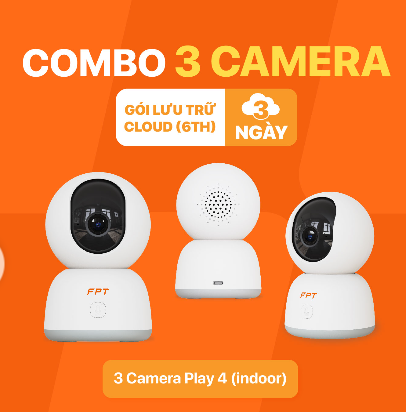 COMBO 3 CAMERA
GÓI LƯU TRỮ
CLOUD (6TH)
3
NGÀY
FPT
FPT
3 Camera Play 4 (indoor)